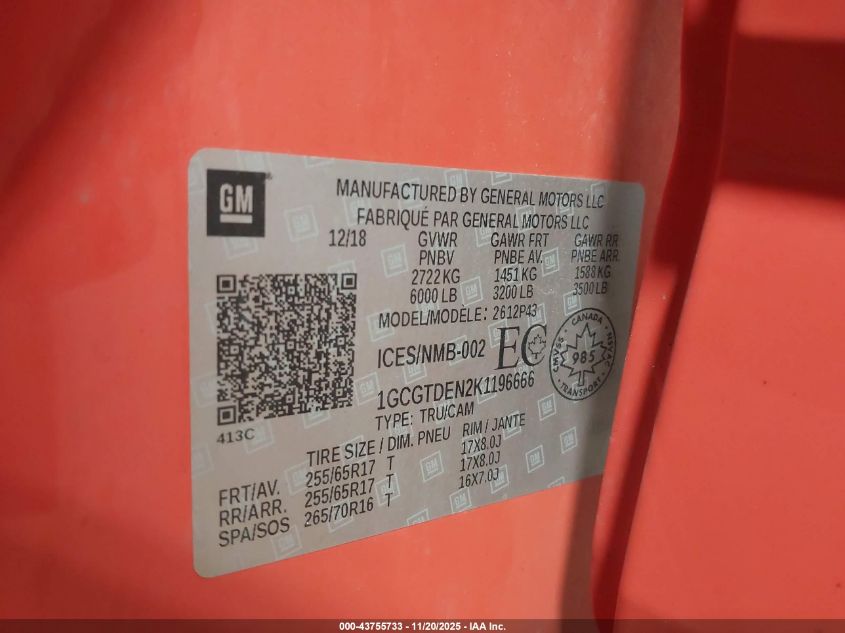 GM
MANUFACTURED BY GENERAL MOTORS LLC
FABRIQUÉ PAR GENERAL MOTORS LLC
12/18 GVWR GAWR FRT GAWR RR
PNBV PNBE AV. PNBE ARR.
2722 KG 1451 KG 1588 KG
6000 LB 3200 LB 3500 LB
MODEL/MODELE: 2612P43
ICES/NMB-002 EC
CANADA
CMVSS 985 NSVAC
TRANSPORT
1GCGTDEN2K1196666
TYPE: TRU/CAM
413C
TIRE SIZE / DIM. PNEU RIM / JANTE
FRT/AV. 255/65R17 T 17X8.0J
RR/ARR. 255/65R17 T 17X8.0J
SPA/SOS 265/70R16 T 16X7.0J
000-43755733 - 11/20/2025 - IAA Inc.